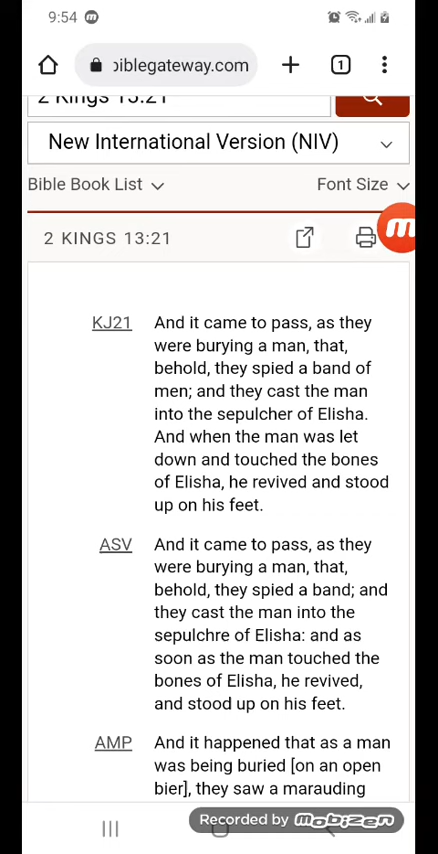 9:54
biblegateway.com
1
2 Kings 13:21
New International Version (NIV)
Bible Book List
Font Size
2 KINGS 13:21
KJ21 And it came to pass, as they
were burying a man, that,
behold, they spied a band of
men; and they cast the man
into the sepulcher of Elisha.
And when the man was let
down and touched the bones
of Elisha, he revived and stood
up on his feet.
ASV And it came to pass, as they
were burying a man, that,
behold, they spied a band; and
they cast the man into the
sepulchre of Elisha: and as
soon as the man touched the
bones of Elisha, he revived,
and stood up on his feet.
AMP And it happened that as a man
was being buried [on an open
bier], they saw a marauding
Recorded by mobizen